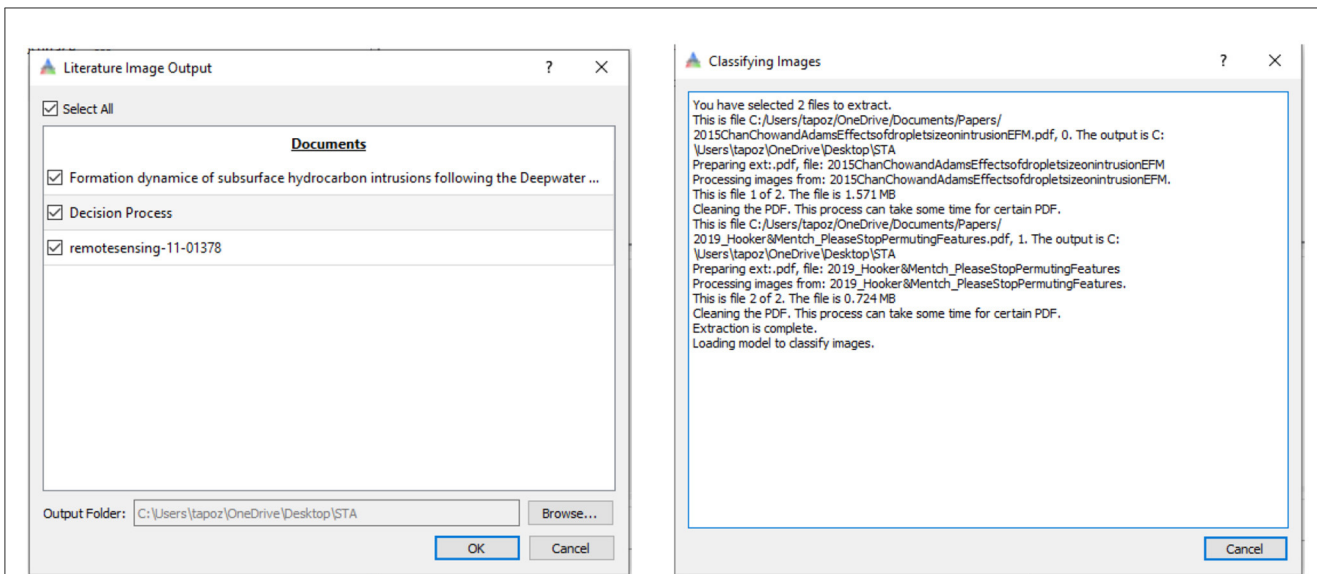 Literature Image Output
?
X
Select All
Documents
Formation dynamice of subsurface hydrocarbon intrusions following the Deepwater ...
Decision Process
remotesensing-11-01378
Output Folder:
C:\Users\tapoz\OneDrive\Desktop\STA
Browse...
OK
Cancel
Classifying Images
?
X
You have selected 2 files to extract.
This is file C:/Users/tapoz/OneDrive/Documents/Papers/
2015ChanChowandAdamsEffectsofdropletsizeonintrusionEFM.pdf, 0. The output is C:
\Users\tapoz\OneDrive\Desktop\STA
Preparing ext:.pdf, file: 2015ChanChowandAdamsEffectsofdropletsizeonintrusionEFM
Processing images from: 2015ChanChowandAdamsEffectsofdropletsizeonintrusionEFM.
This is file 1 of 2. The file is 1.571 MB
Cleaning the PDF. This process can take some time for certain PDF.
This is file C:/Users/tapoz/OneDrive/Documents/Papers/
2019_Hooker&Mentch_PleaseStopPermutingFeatures.pdf, 1. The output is C:
\Users\tapoz\OneDrive\Desktop\STA
Preparing ext:.pdf, file: 2019_Hooker&Mentch_PleaseStopPermutingFeatures
Processing images from: 2019_Hooker&Mentch_PleaseStopPermutingFeatures.
This is file 2 of 2. The file is 0.724 MB
Cleaning the PDF. This process can take some time for certain PDF.
Extraction is complete.
Loading model to classify images.
Cancel